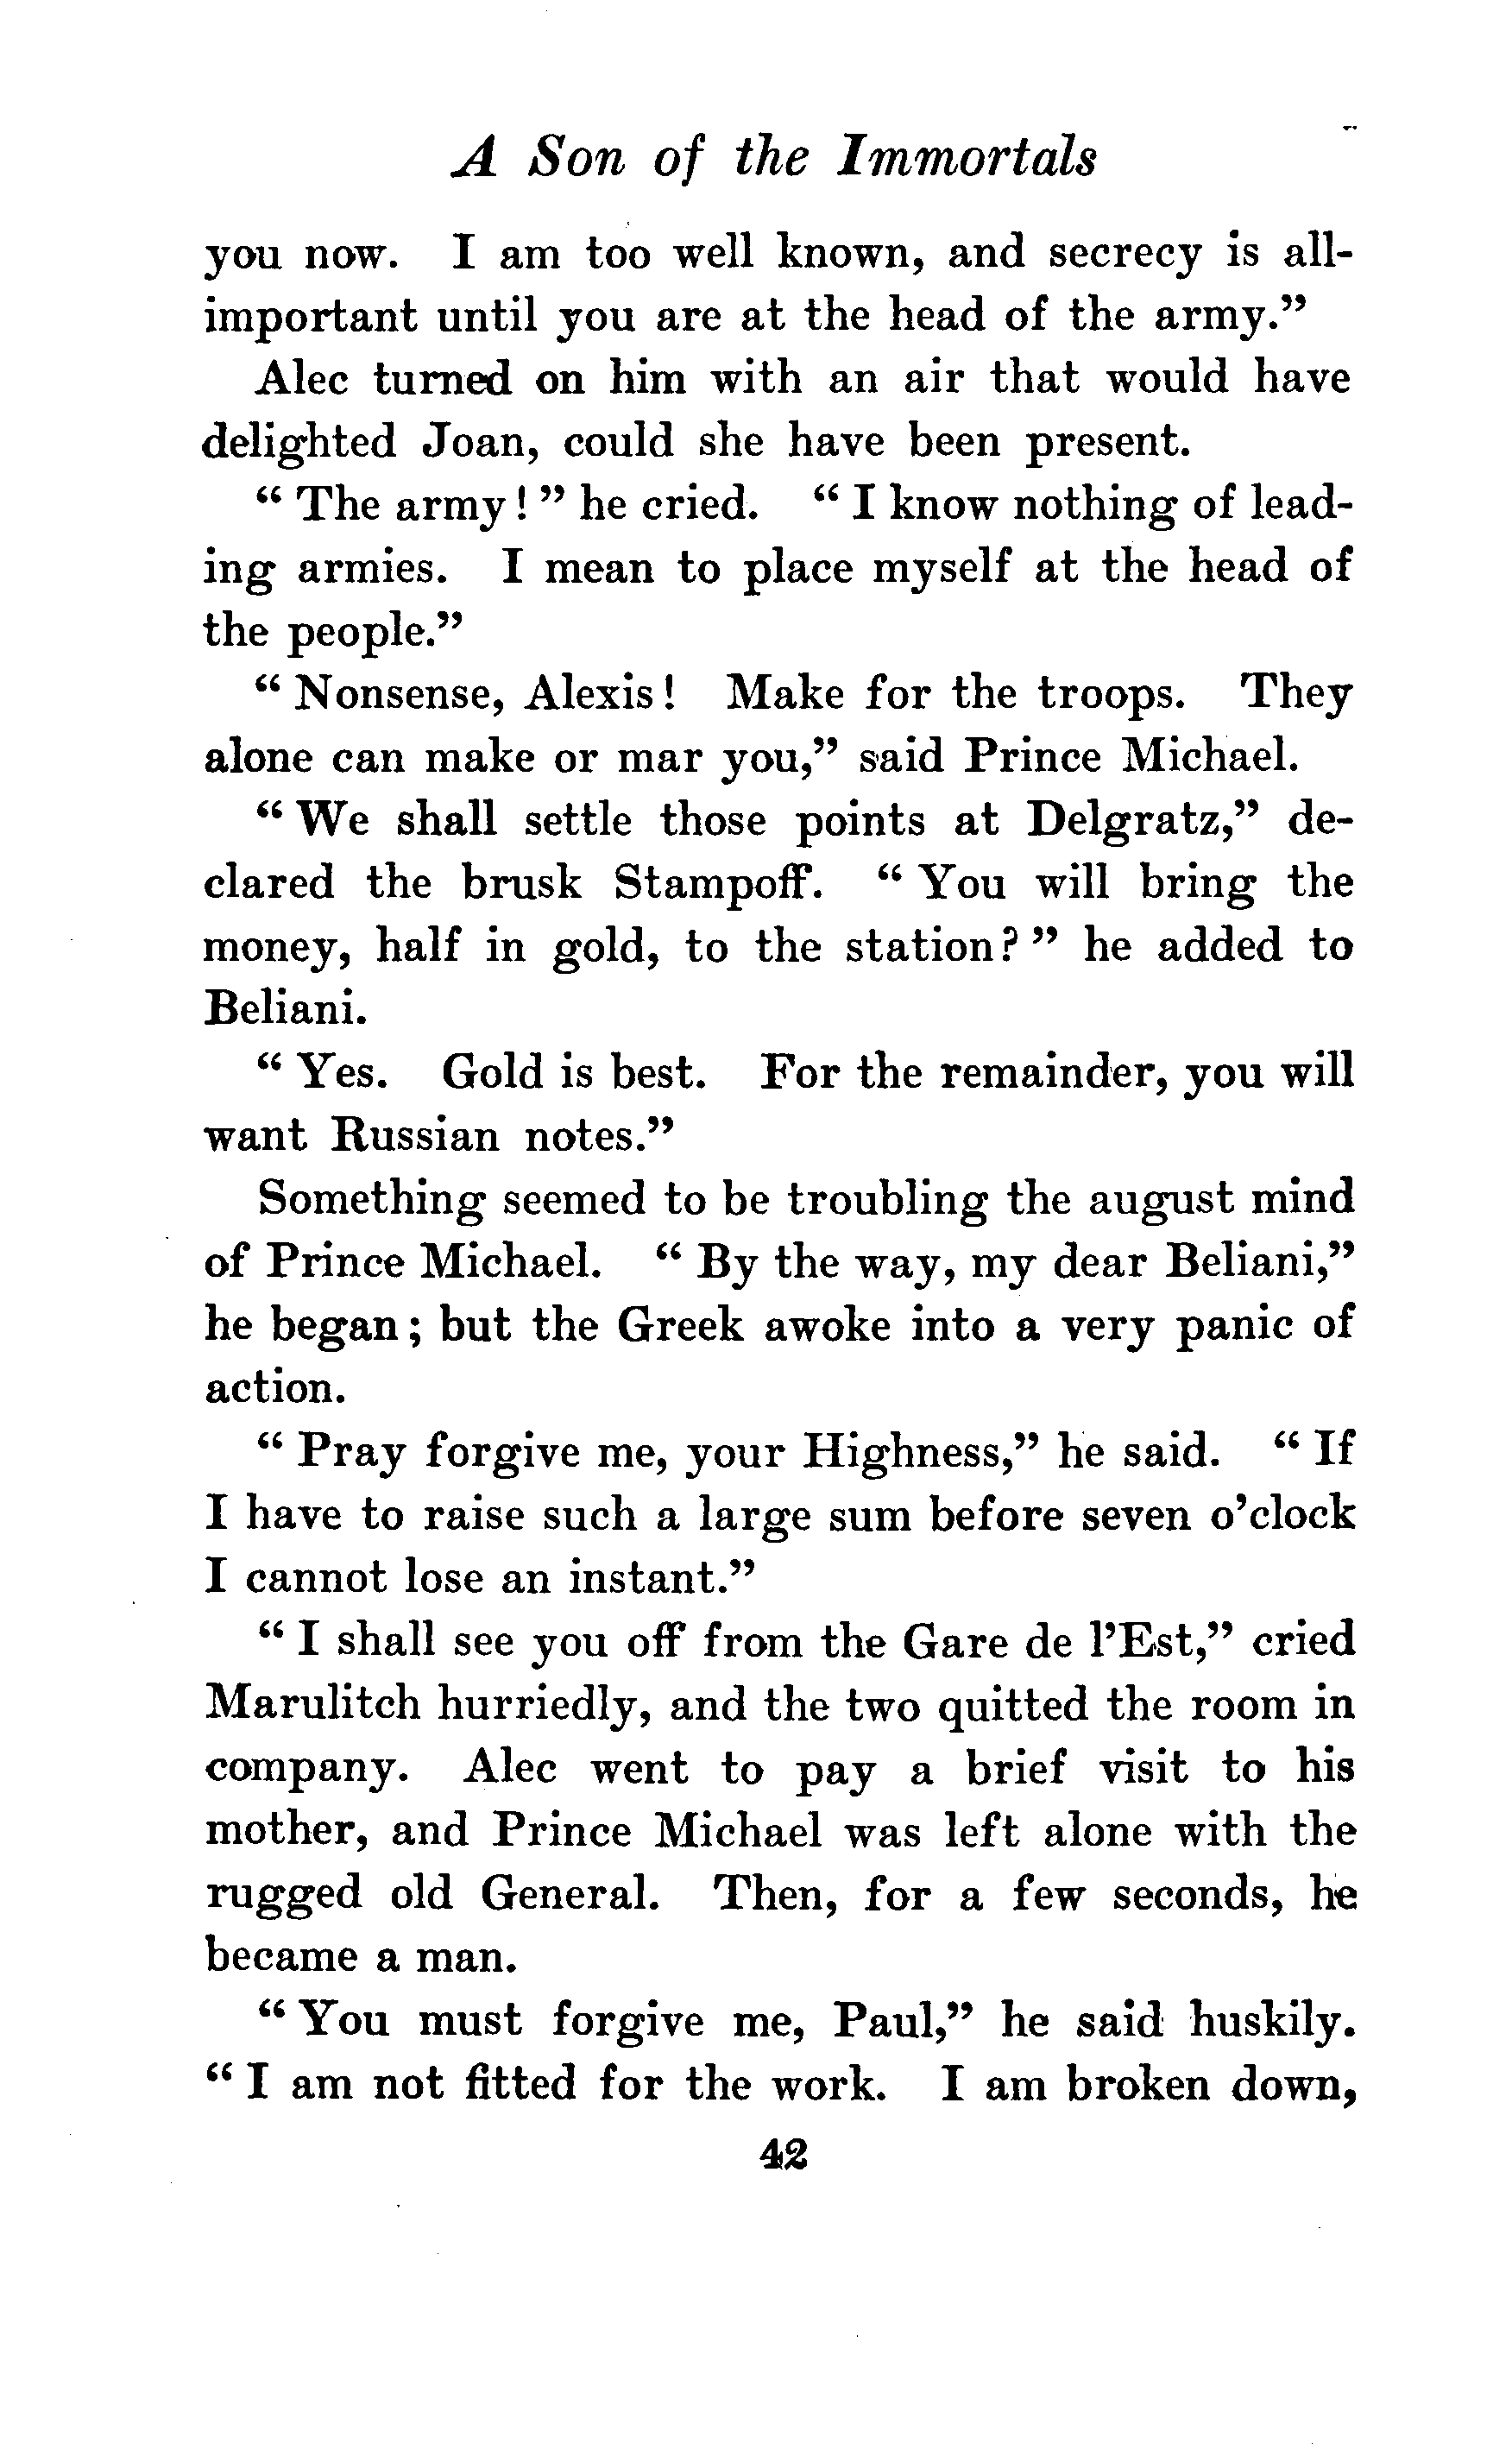 A Son of the Immortals
you now. I am too well known, and secrecy is all-
important until you are at the head of the army."
Alec turned on him with an air that would have
delighted Joan, could she have been present.
" The army ! " he cried. " I know nothing of lead-
ing armies. I mean to place myself at the head of
the people."
" Nonsense, Alexis ! Make for the troops. They
alone can make or mar you," said Prince Michael.
" We shall settle those points at Delgratz," de-
clared the brusk Stampoff. " You will bring the
money, half in gold, to the station? " he added to
Beliani.
" Yes. Gold is best. For the remainder, you will
want Russian notes."
Something seemed to be troubling the august mind
of Prince Michael. " By the way, my dear Beliani,"
he began ; but the Greek awoke into a very panic of
action.
" Pray forgive me, your Highness," he said. " If
I have to raise such a large sum before seven o'clock
I cannot lose an instant."
" I shall see you off from the Gare de l'Est," cried
Marulitch hurriedly, and the two quitted the room in
company. Alec went to pay a brief visit to his
mother, and Prince Michael was left alone with the
rugged old General. Then, for a few seconds, he
became a man.
" You must forgive me, Paul," he said huskily.
" I am not fitted for the work. I am broken down,
42